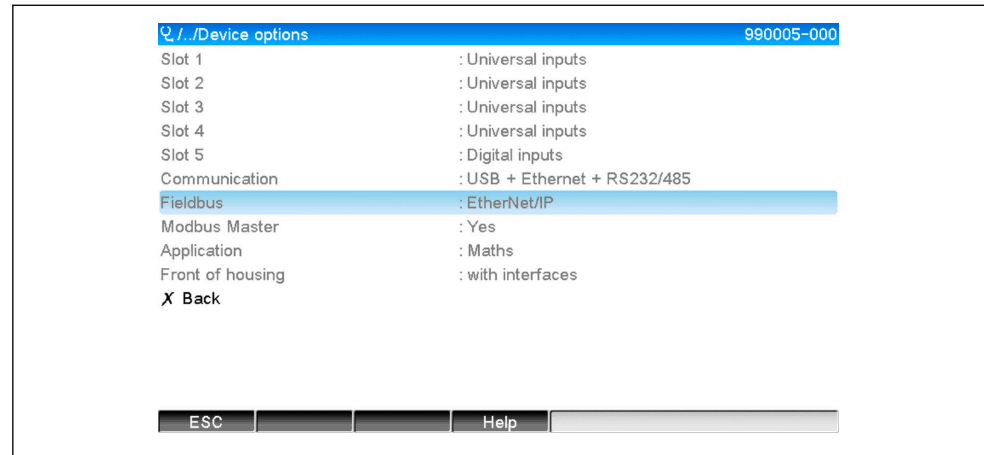 /../Device options 990005-000
Slot 1 : Universal inputs
Slot 2 : Universal inputs
Slot 3 : Universal inputs
Slot 4 : Universal inputs
Slot 5 : Digital inputs
Communication : USB + Ethernet + RS232/485
Fieldbus : EtherNet/IP
Modbus Master : Yes
Application : Maths
Front of housing : with interfaces
X Back
ESC Help